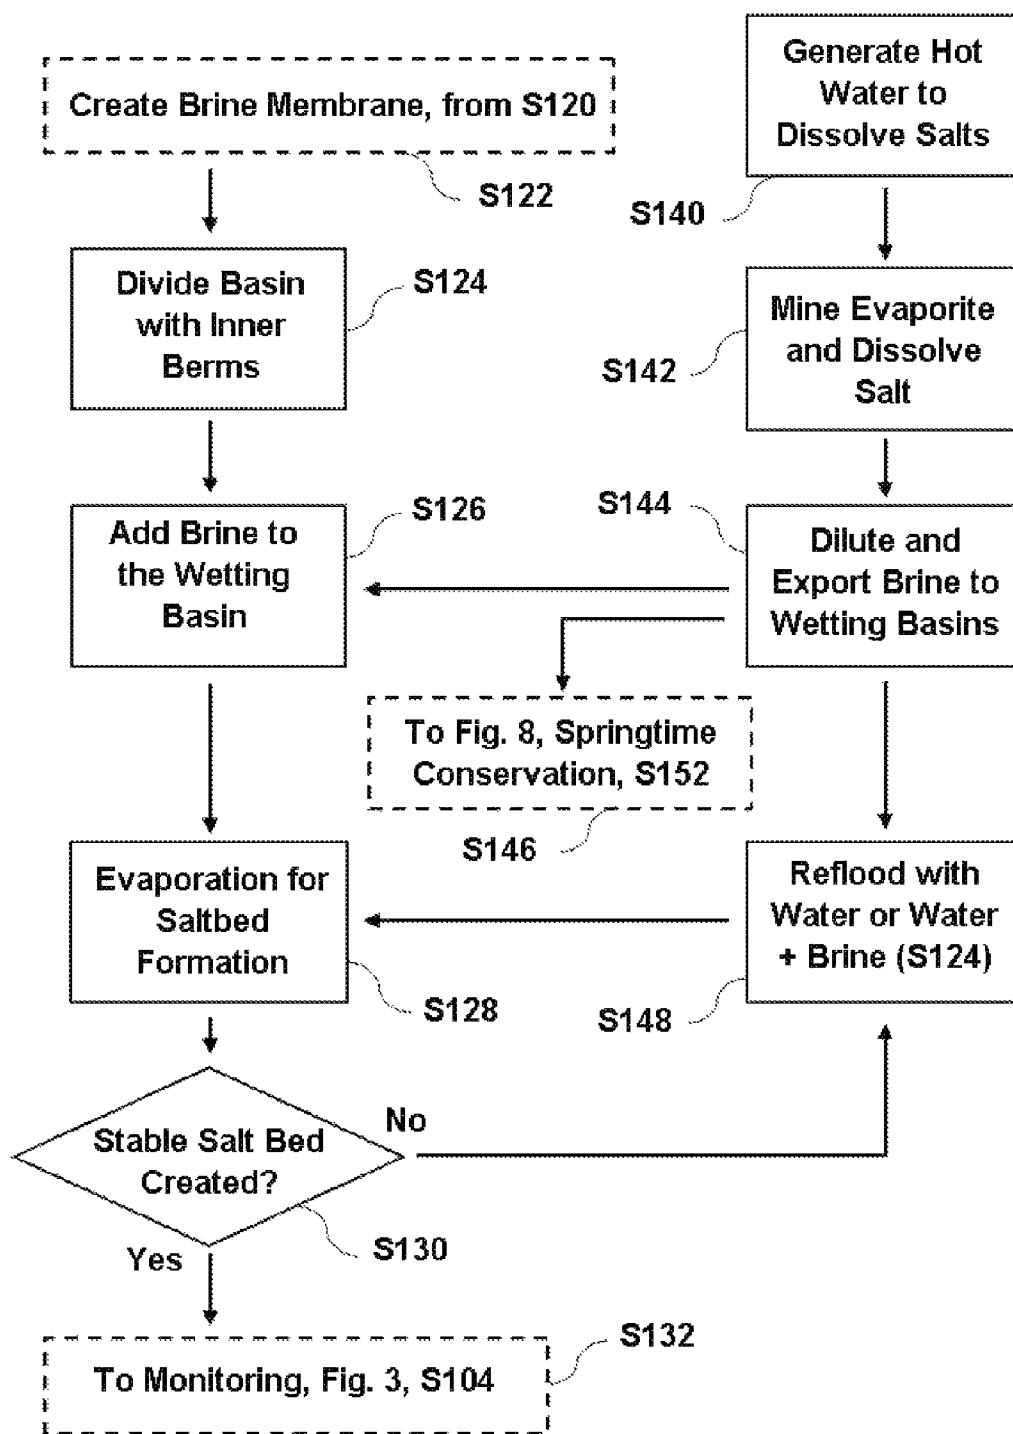 Create Brine Membrane, from S120
S122
Divide Basin
with Inner
Berms
S124
Add Brine to
the Wetting
Basin
S126
Evaporation for
Saltbed
Formation
S128
Stable Salt Bed
Created?
S130
No
Yes
To Monitoring, Fig. 3, S104
S132
Generate Hot
Water to
Dissolve Salts
S140
Mine Evaporite
and Dissolve
Salt
S142
Dilute and
Export Brine to
Wetting Basins
S144
To Fig. 8, Springtime
Conservation, S152
S146
Reflood with
Water or Water
+ Brine (S124)
S148